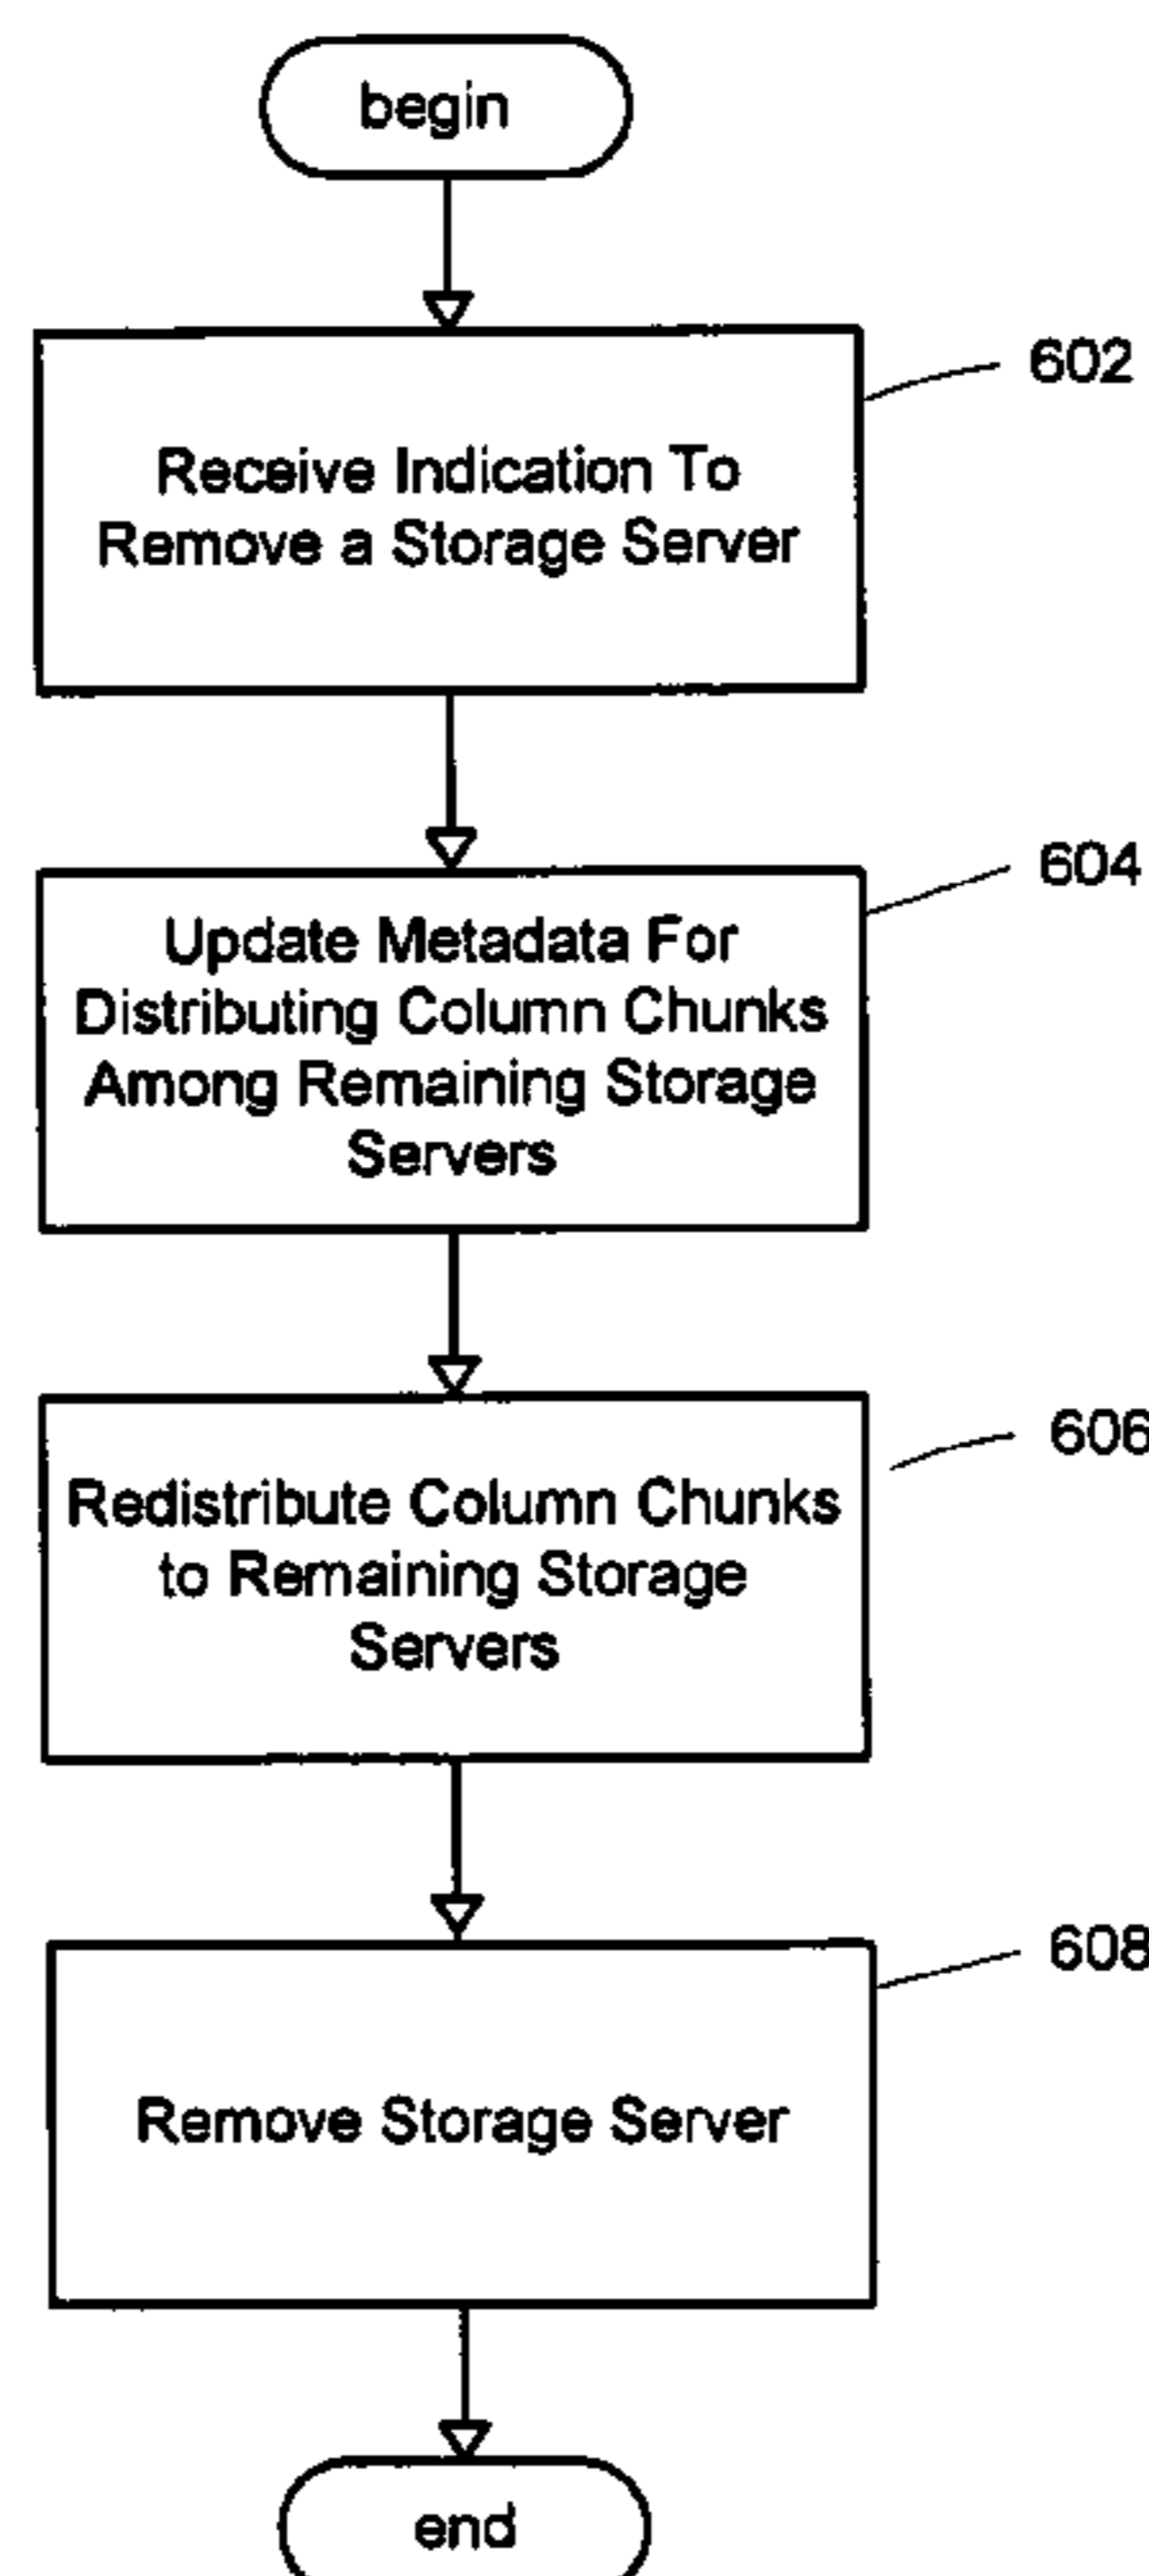 begin
602
Receive Indication To
Remove a Storage Server
604
Update Metadata For
Distributing Column Chunks
Among Remaining Storage
Servers
606
Redistribute Column Chunks
to Remaining Storage
Servers
608
Remove Storage Server
end